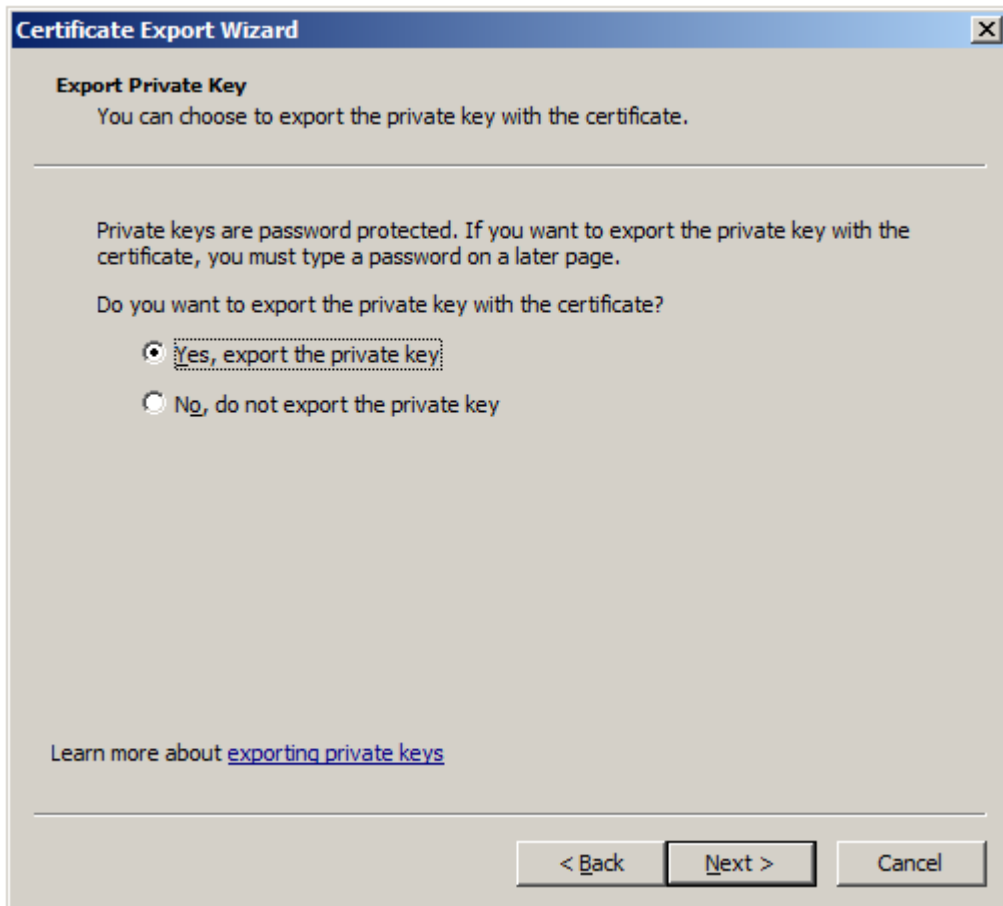 Certificate Export Wizard
Export Private Key
You can choose to export the private key with the certificate.
Private keys are password protected. If you want to export the private key with the
certificate, you must type a password on a later page.
Do you want to export the private key with the certificate?
Yes, export the private key
No, do not export the private key
Learn more about exporting private keys
< Back
Next >
Cancel